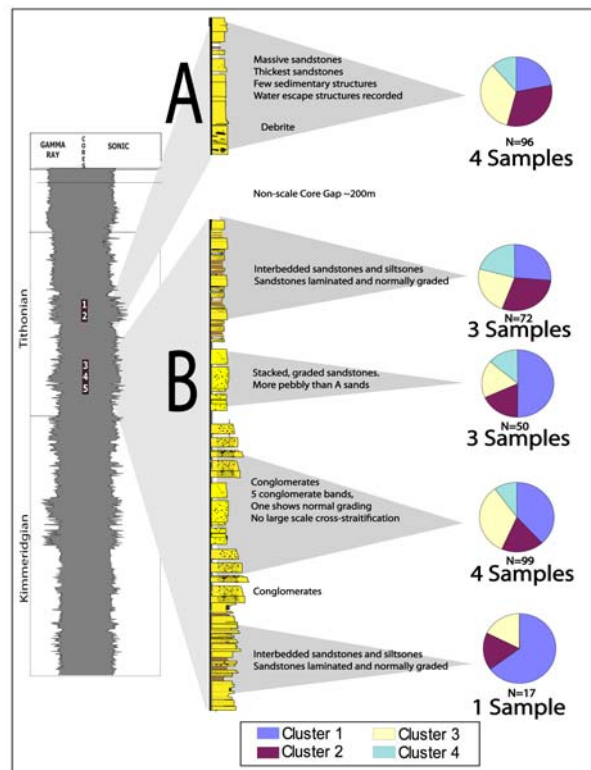 A
Massive sandstones
Thickest sandstones
Few sedimentary structures
Water escape structures recorded
Debrite
N=96
4 Samples
GAMMA
RAY
CORES
SONIC
Non-scale Core Gap ~200m
Tithonian
Kimmeridgian
1
2
3
4
5
B
Interbedded sandstones and siltsones
Sandstones laminated and normally graded
N=72
3 Samples
Stacked, graded sandstones.
More pebbly than A sands
N=50
3 Samples
Conglomerates
5 conglomerate bands,
One shows normal grading
No large scale cross-straitification
N=99
4 Samples
Conglomerates
Interbedded sandstones and siltsones
Sandstones laminated and normally graded
N=17
1 Sample
Cluster 1
Cluster 3
Cluster 2
Cluster 4